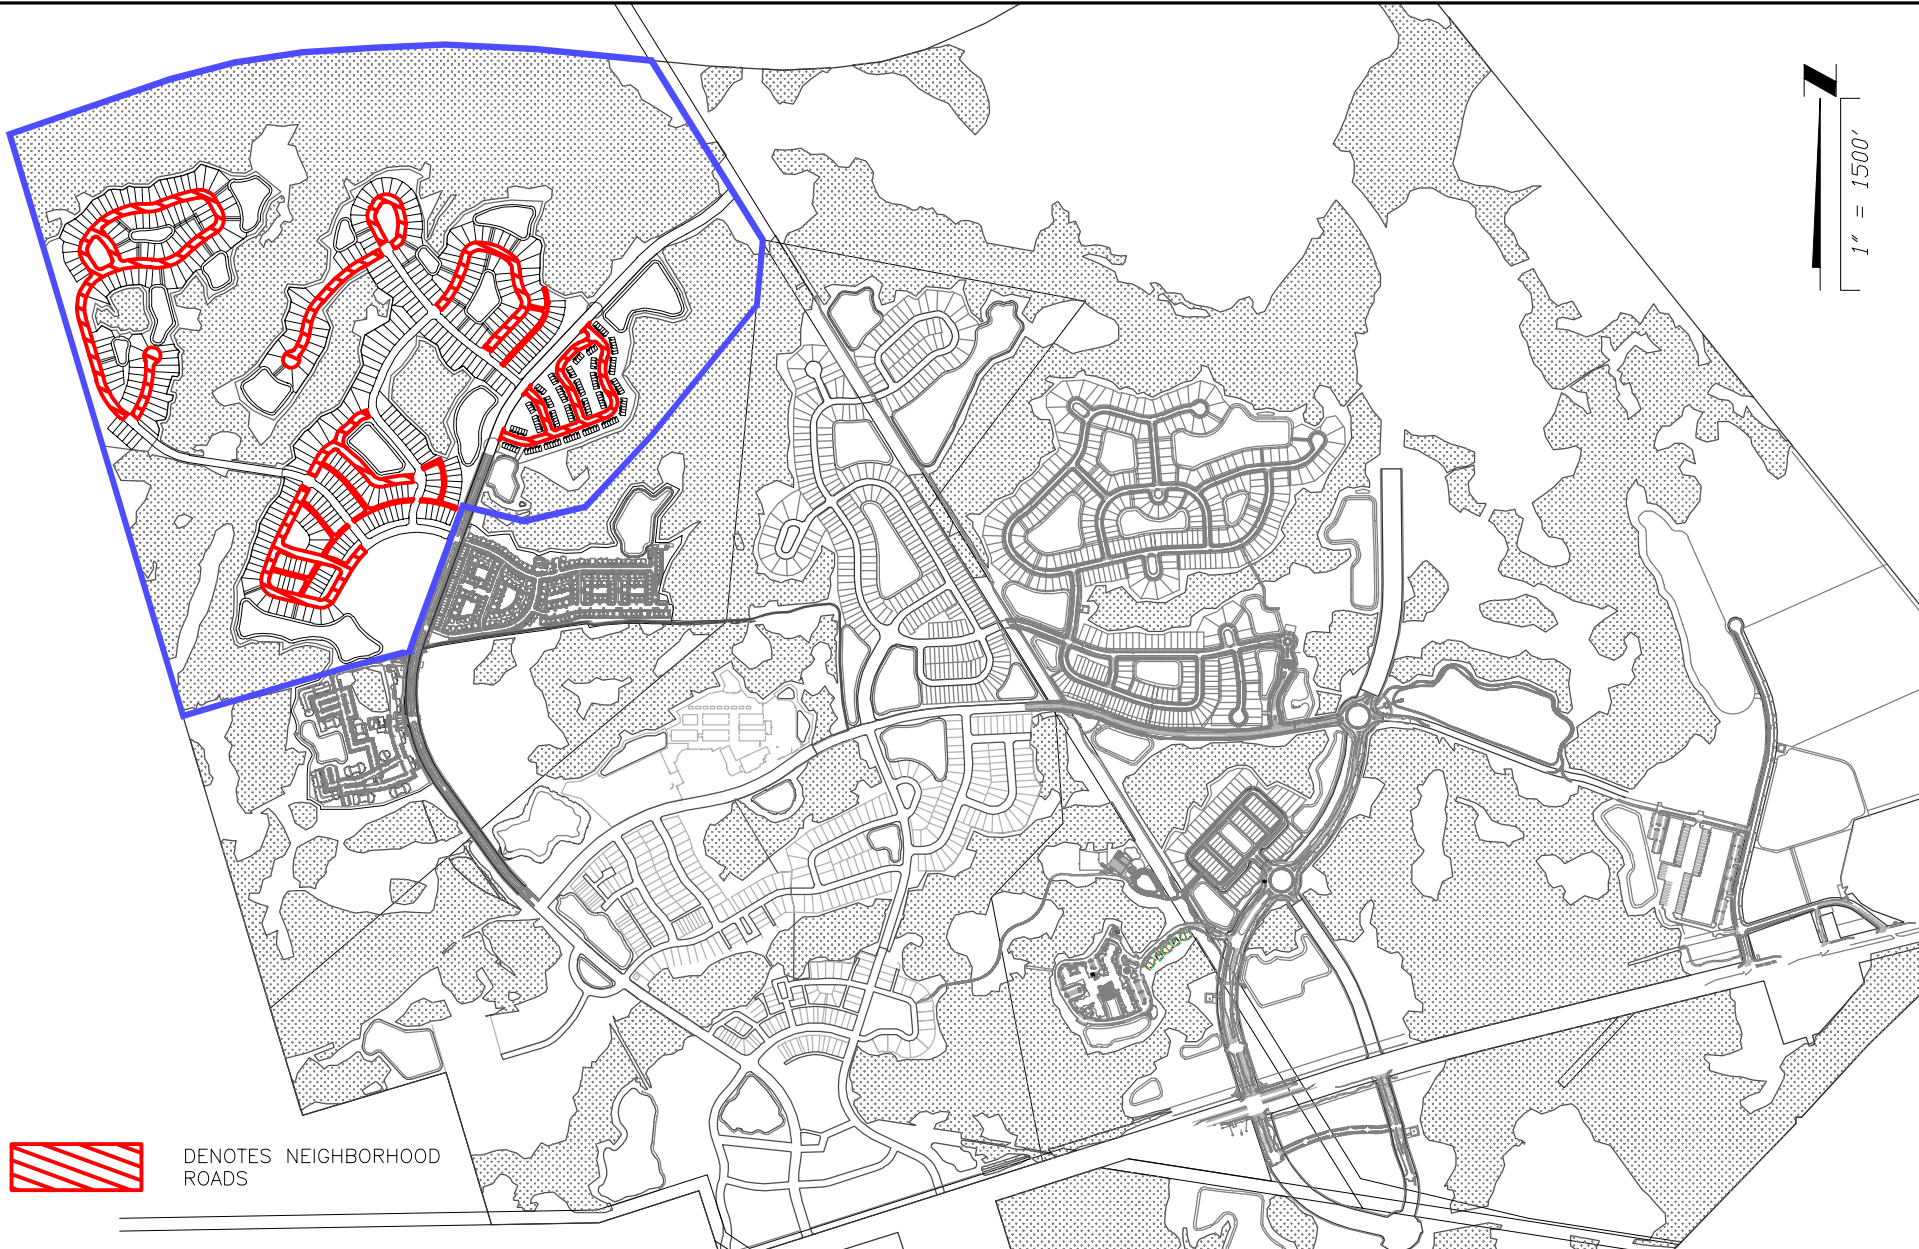 1" = 1500'
DENOTES NEIGHBORHOOD
ROADS